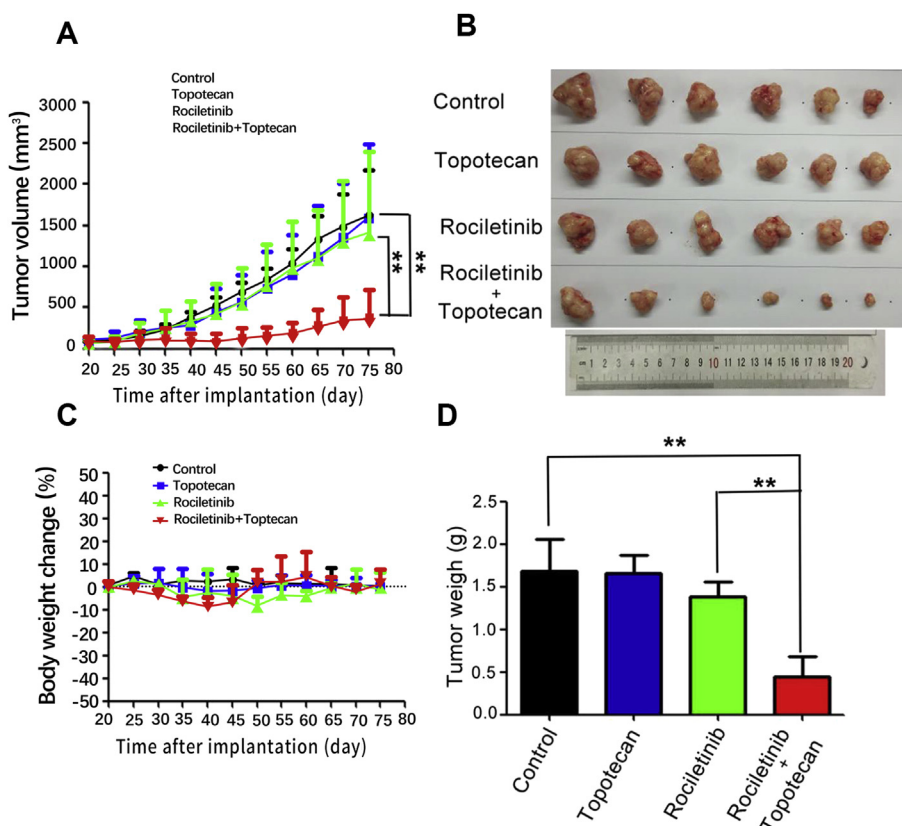 A
Control
Topotecan
Rociletinib
Rociletinib+Toptecan
Tumor volume (mm³)
3000
2500
2000
1500
1000
500
0
**
**
20 25 30 35 40 45 50 55 60 65 70 75 80
Time after implantation (day)
B
Control
Topotecan
Rociletinib
Rociletinib
+
Topotecan
cm 1 2 3 4 5 6 7 8 9 10 11 12 13 14 15 16 17 18 19 20
C
Control
Topotecan
Rociletinib
Rociletinib+Toptecan
Body weight change (%)
50
40
30
20
10
0
-10
-20
-30
-40
-50
20 25 30 35 40 45 50 55 60 65 70 75 80
Time after implantation (day)
D
**
**
Tumor weigh (g)
2.5
2.0
1.5
1.0
0.5
0.0
Control
Topotecan
Rociletinib
Rociletinib
+
Topotecan